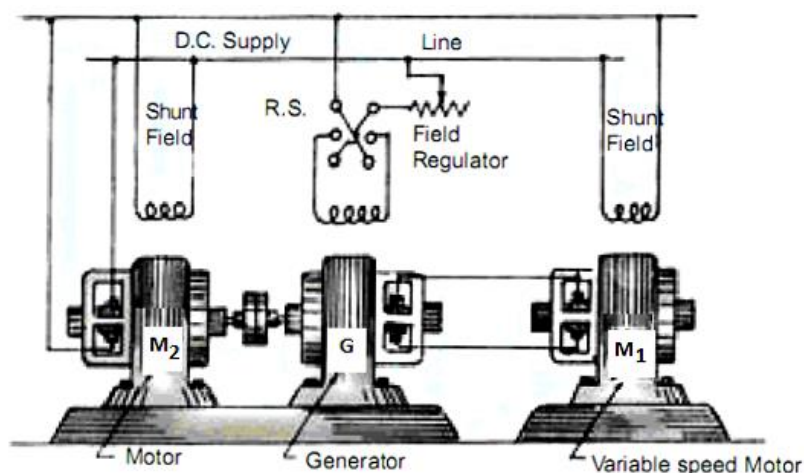 D.C. Supply Line
Shunt
Field
R.S.
Field
Regulator
Shunt
Field
M2
G
M1
Motor
Generator
Variable speed Motor